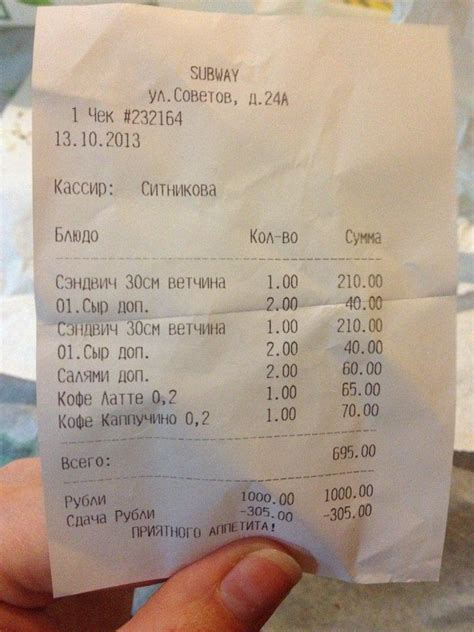 SUBWAY
ул.Советов, д.24А
1 Чек #232164
13.10.2013
Кассир: Ситникова
Блюдо Кол-во Сумма
Сэндвич 30см ветчина 1.00 210.00
01.Сыр доп. 2.00 40.00
Сэндвич 30см ветчина 1.00 210.00
01.Сыр доп. 2.00 40.00
Салями доп. 2.00 60.00
Кофе Латте 0,2 1.00 65.00
Кофе Каппучино 0,2 1.00 70.00
Всего: 695.00
Рубли 1000.00 1000.00
Сдача Рубли -305.00 -305.00
ПРИЯТНОГО АППЕТИТА!